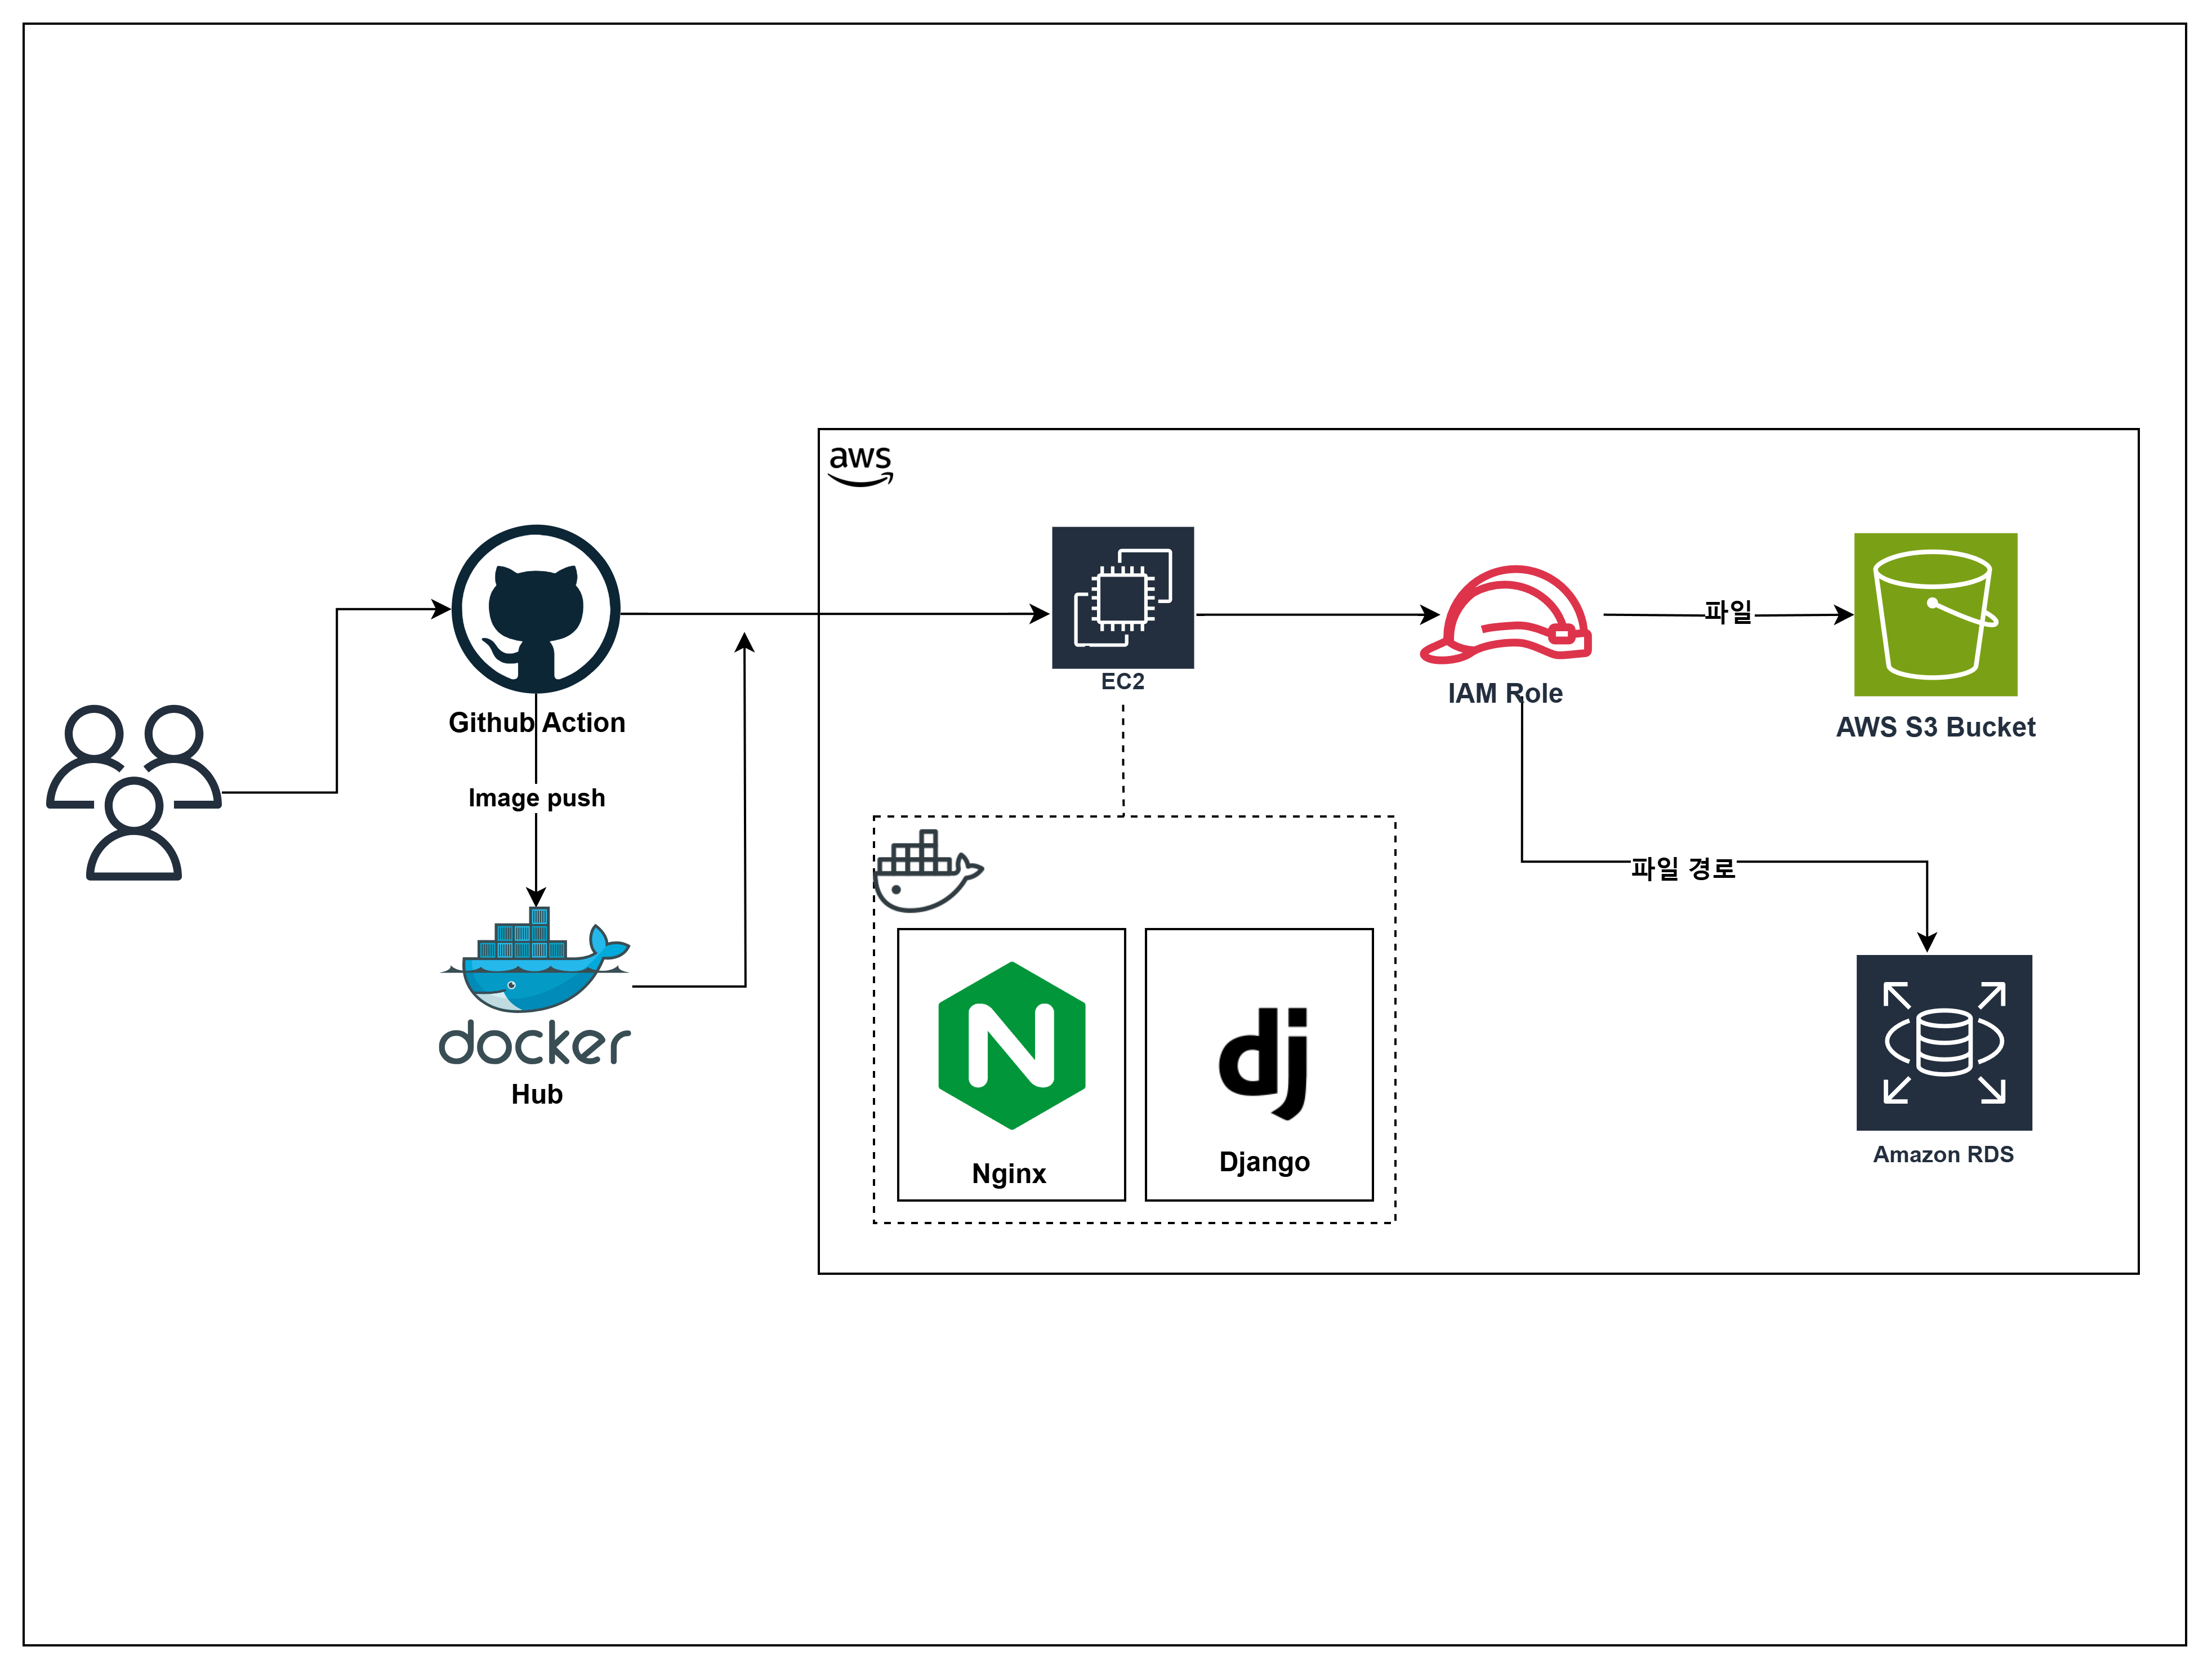 aws
Github Action
Image push
docker
Hub
EC2
IAM Role
파일
AWS S3 Bucket
파일 경로
Amazon RDS
N
Nginx
dj
Django